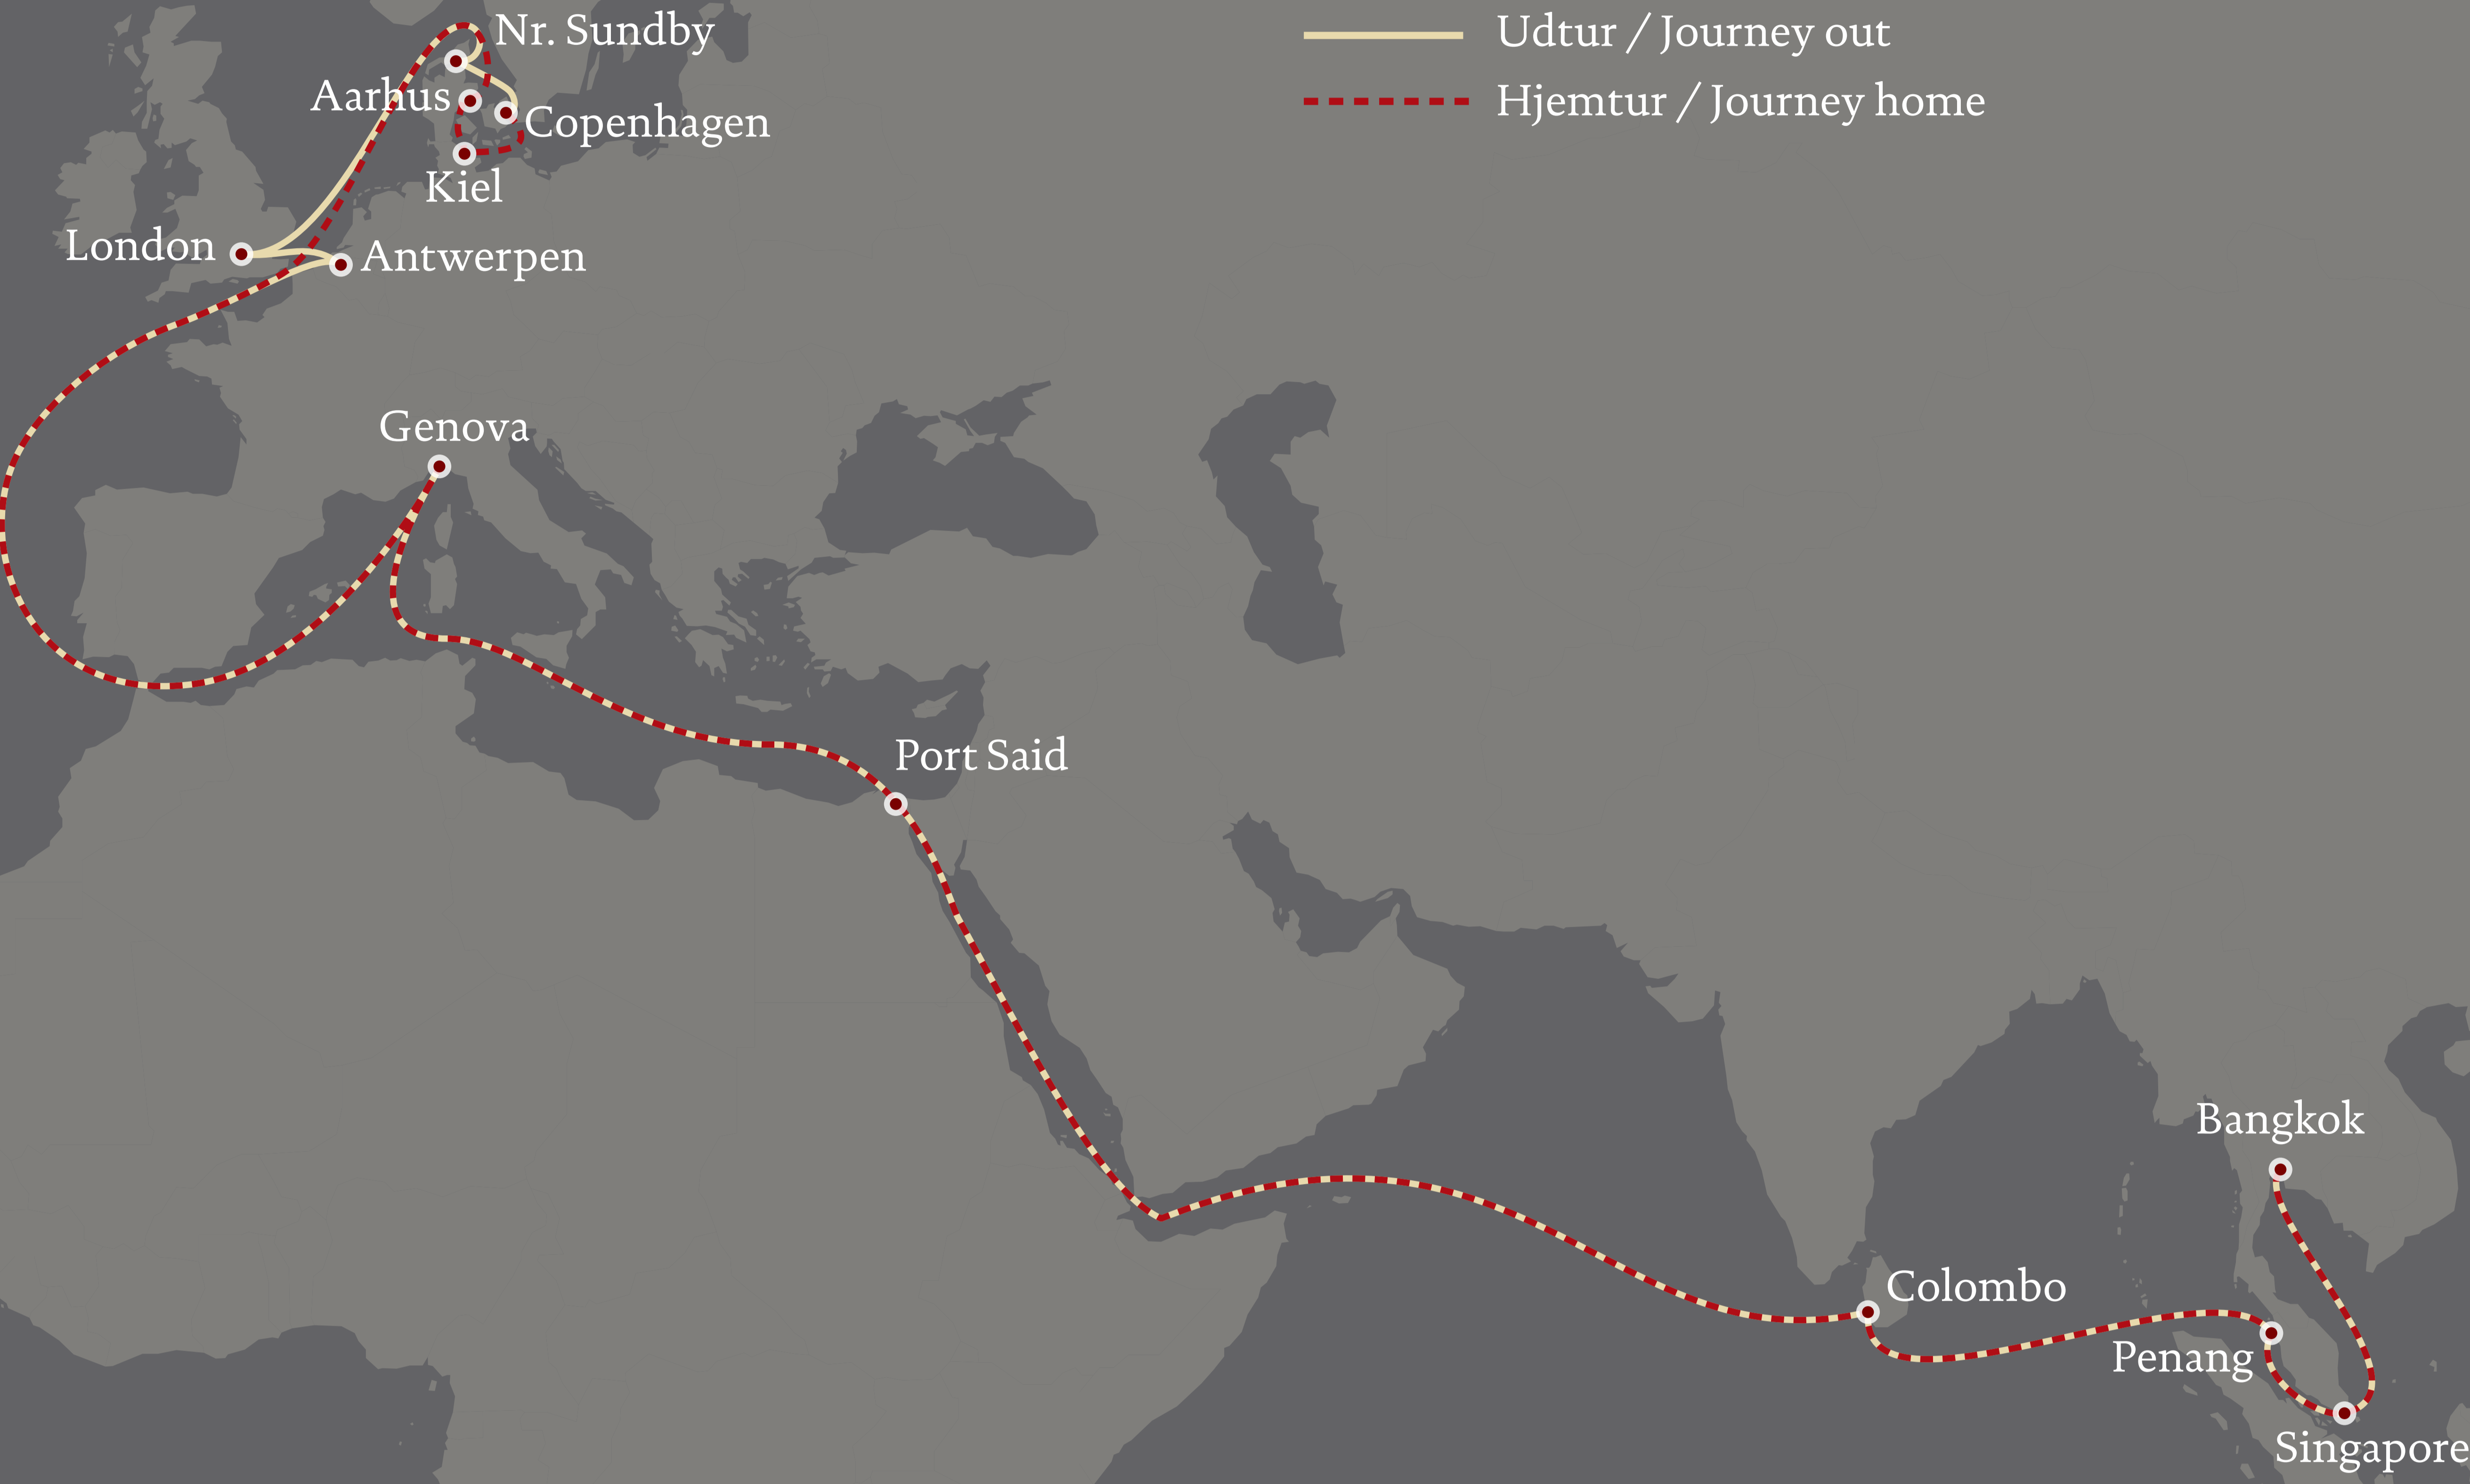 Nr. Sundby
Udtur / Journey out
Aarhus
Hjemtur / Journey home
Copenhagen
Kiel
London
Antwerpen
Genova
Port Said
Bangkok
Colombo
Penang
Singapore